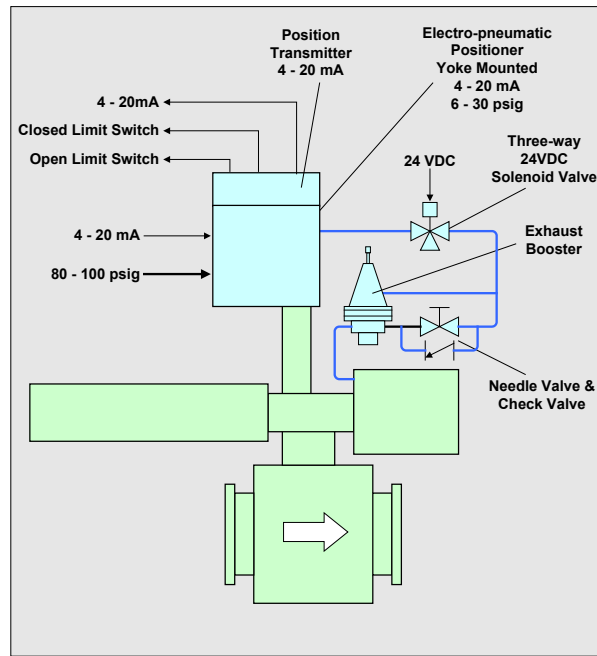 Position
Transmitter
4 - 20 mA
Electro-pneumatic
Positioner
Yoke Mounted
4 - 20 mA
6 - 30 psig
4 - 20mA
Closed Limit Switch
Open Limit Switch
24 VDC
Three-way
24VDC
Solenoid Valve
Exhaust
Booster
4 - 20 mA
80 - 100 psig
Needle Valve &
Check Valve